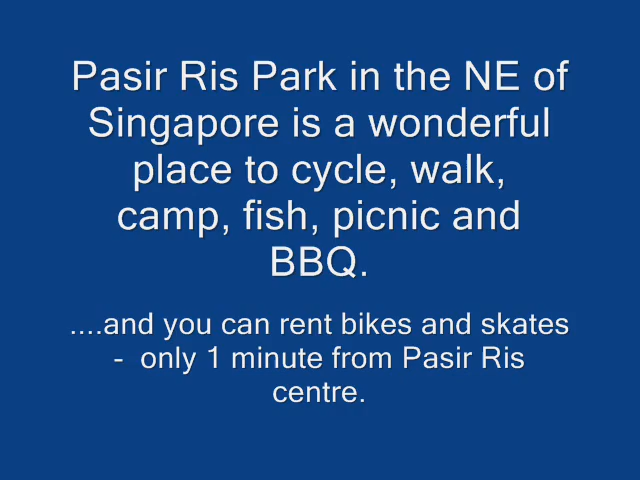 Pasir Ris Park in the NE of
Singapore is a wonderful
place to cycle, walk,
camp, fish, picnic and
BBQ.
....and you can rent bikes and skates
-  only 1 minute from Pasir Ris
centre.